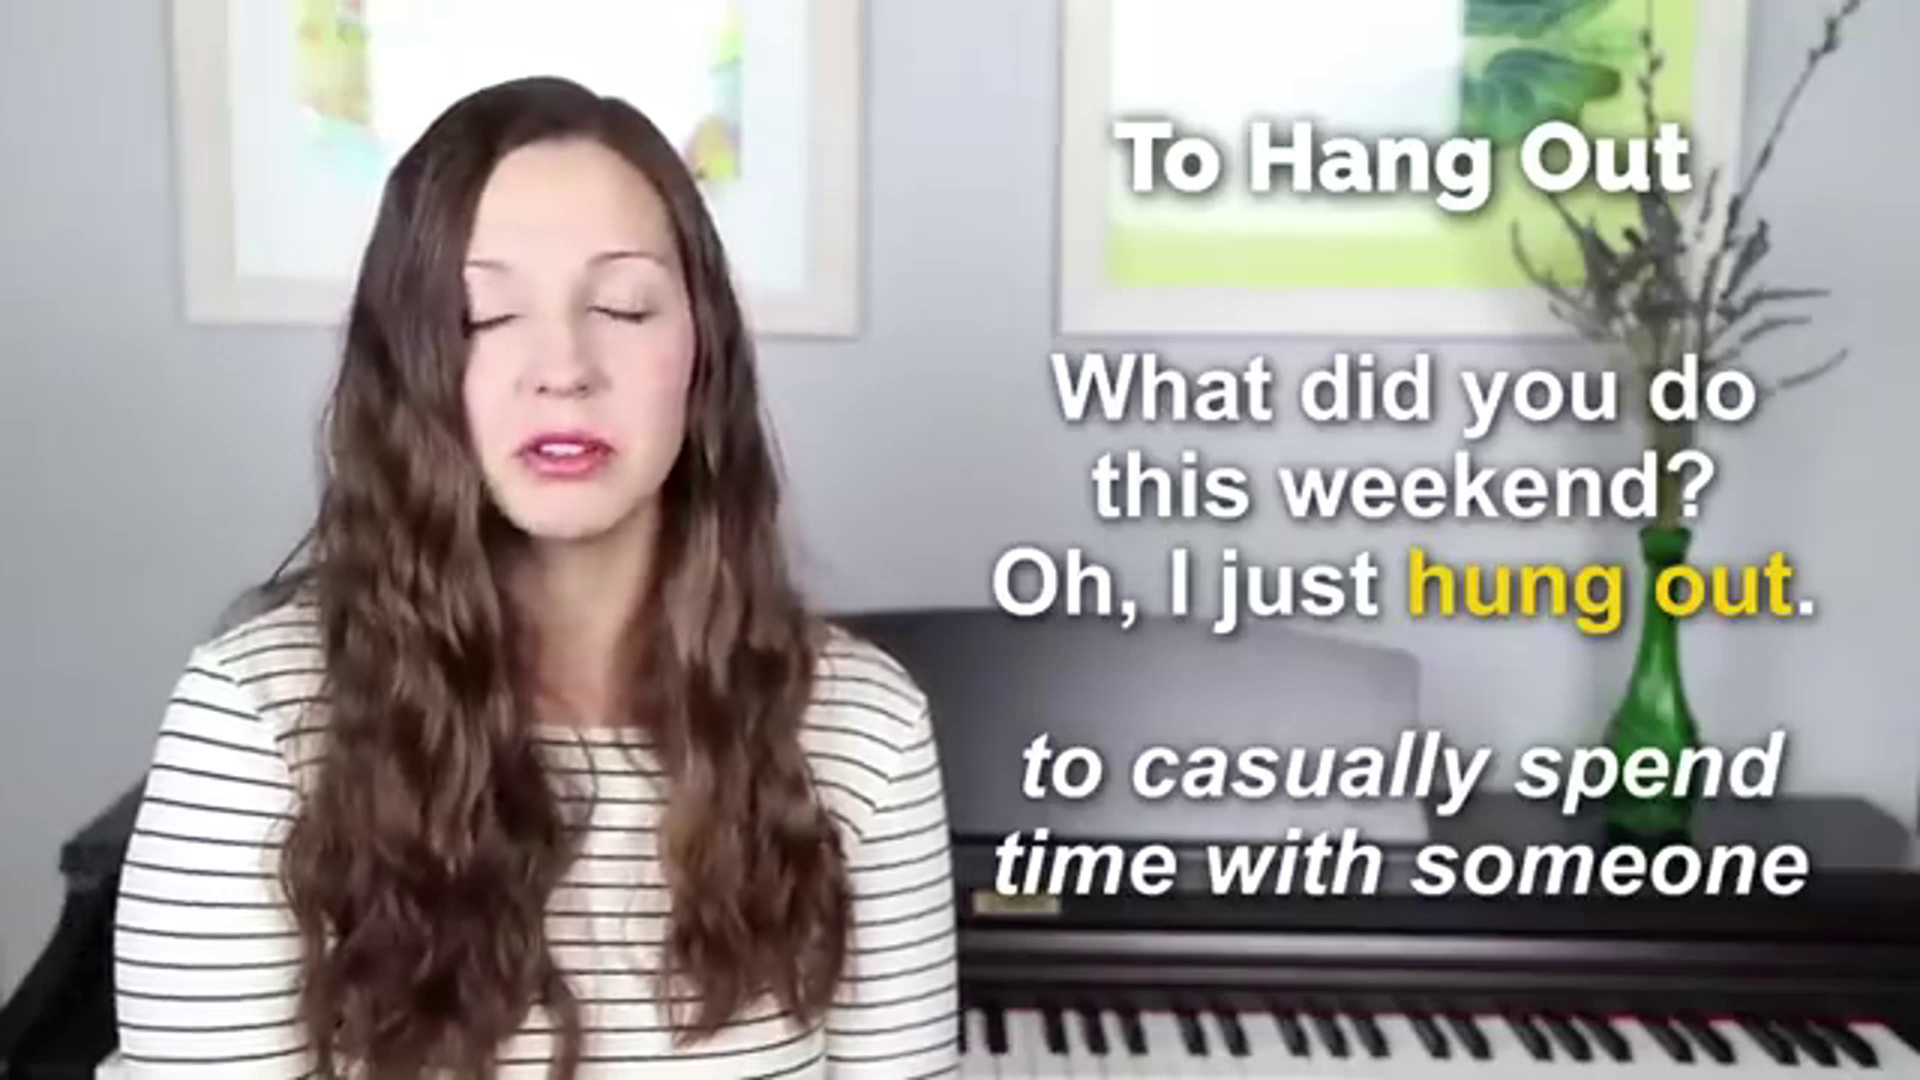 To Hang Out
What did you do
this weekend?
Oh, I just hung out.
to casually spend
time with someone